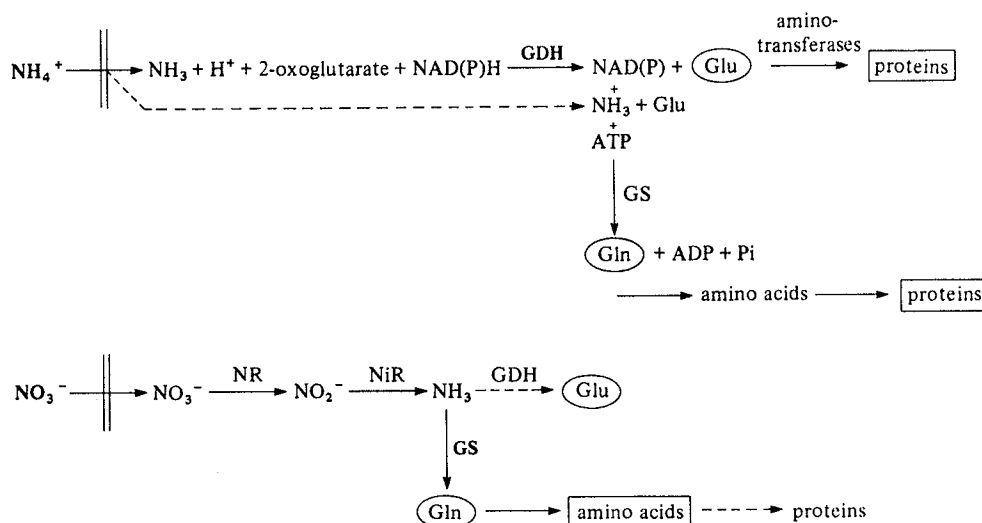 amino-
transferases
NH₄⁺ NH₃ + H⁺ + 2-oxoglutarate + NAD(P)H GDH NAD(P) + Glu proteins
+
NH₃ + Glu
+
ATP
GS
Gln + ADP + Pi
amino acids proteins
NO₃⁻ NO₃⁻ NR NO₂⁻ NiR NH₃ GDH Glu
GS
Gln amino acids proteins